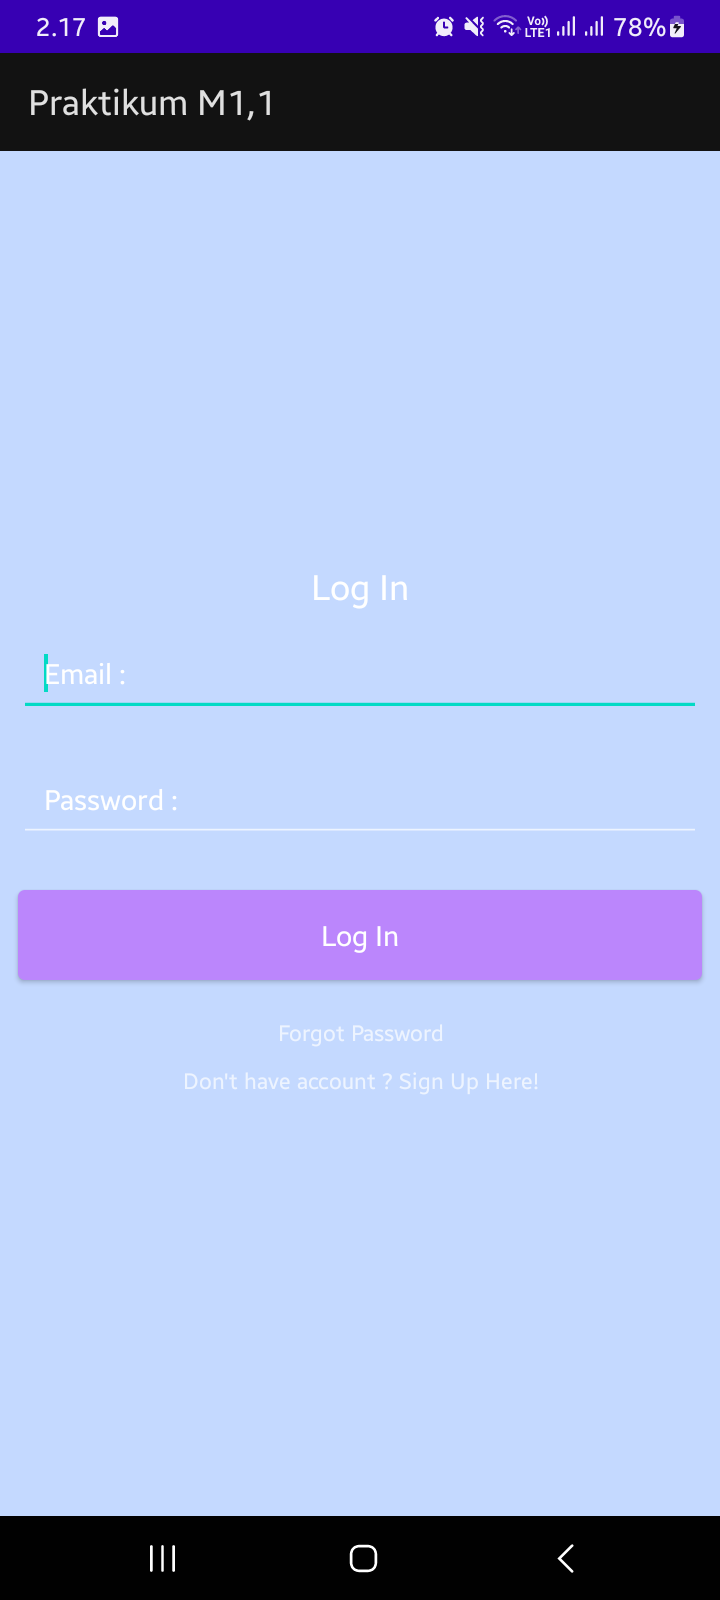 2.17 Vo)) LTE1 78%
Praktikum M1,1
Log In
Email :
Password :
Log In
Forgot Password
Don't have account ? Sign Up Here!